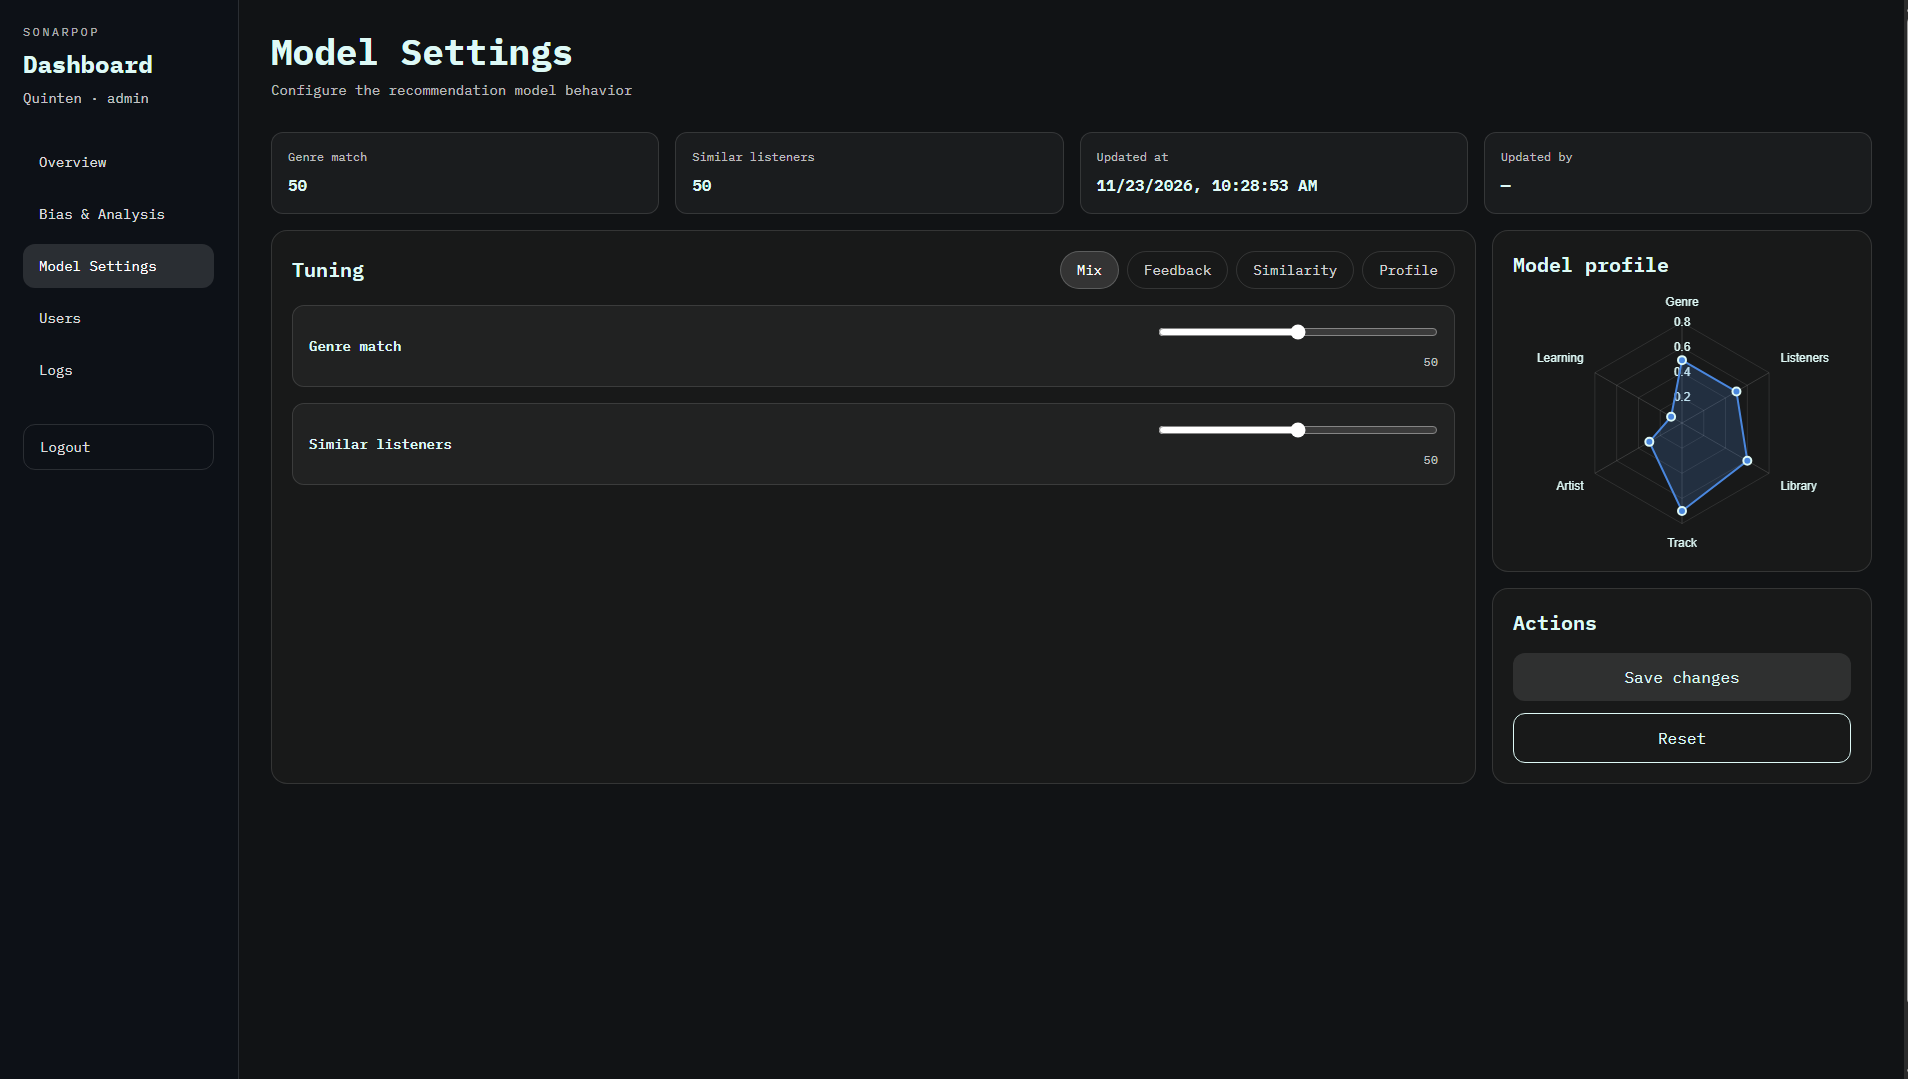 SONARPOP
Dashboard
Quinten · admin
Overview
Bias & Analysis
Model Settings
Users
Logs
Logout
Model Settings
Configure the recommendation model behavior
Genre match
50
Similar listeners
50
Updated at
11/23/2026, 10:28:53 AM
Updated by
—
Tuning
Mix
Feedback
Similarity
Profile
Genre match
50
Similar listeners
50
Model profile
Genre
0.8
0.6
0.4
0.2
Learning
Listeners
Artist
Library
Track
Actions
Save changes
Reset